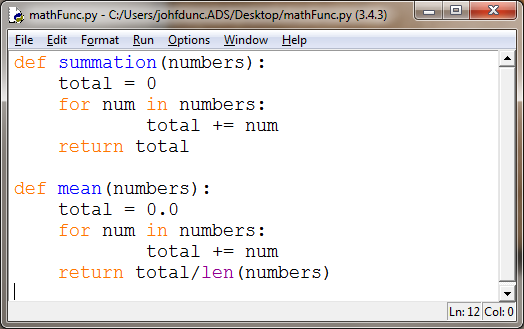 mathFunc.py - C:/Users/johfdunc.ADS/Desktop/mathFunc.py (3.4.3)
File Edit Format Run Options Window Help
def summation(numbers):
    total = 0
    for num in numbers:
            total += num
    return total

def mean(numbers):
    total = 0.0
    for num in numbers:
            total += num
    return total/len(numbers)
Ln: 12 Col: 0